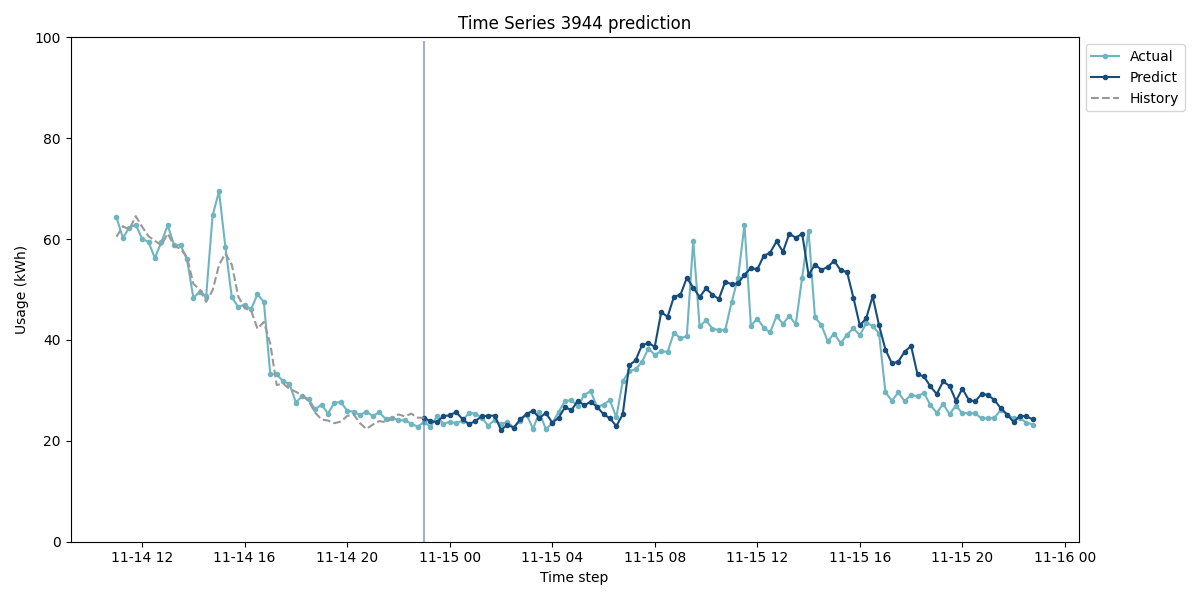 Time Series 3944 prediction
Usage (kWh)
100
80
60
40
20
0
11-14 12
11-14 16
11-14 20
11-15 00
11-15 04
11-15 08
11-15 12
11-15 16
11-15 20
11-16 00
Time step
Actual
Predict
History